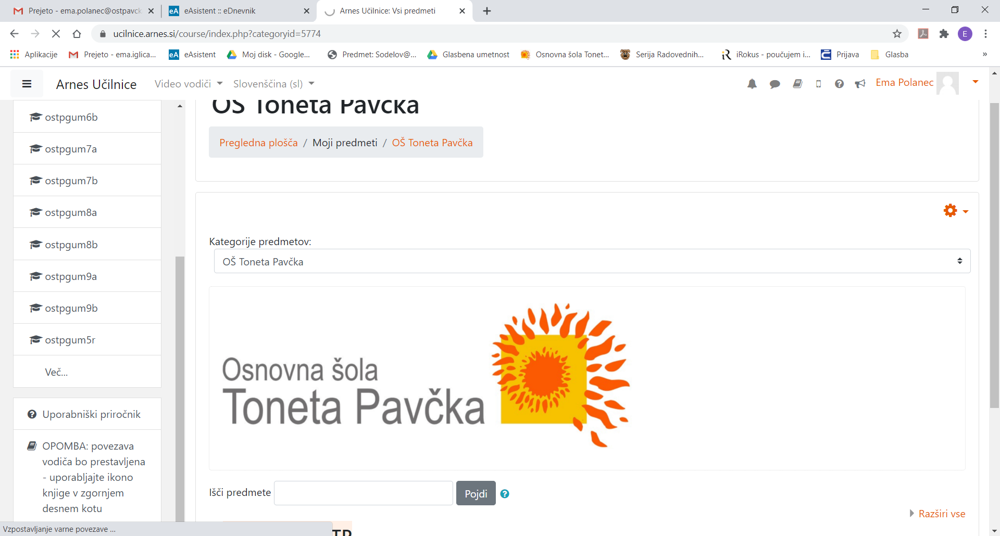 Prejeto - ema.polanec@ostpavck
eAsistent :: eDnevnik
Arnes Učilnice: Vsi predmeti
ucilnice.arnes.si/course/index.php?categoryid=5774
E
Aplikacije
Prejeto - ema.iglica...
eA eAsistent
Moj disk - Google...
Predmet: Sodelov@...
Glasbena umetnost
Osnovna šola Tonet...
Serija Radovednih...
iRokus - poučujem i...
Prijava
Glasba
»
Arnes Učilnice
Video vodiči
Slovenščina (sl)
Ema Polanec
OŠ Toneta Pavčka
Pregledna plošča / Moji predmeti / OŠ Toneta Pavčka
ostpgum6b
ostpgum7a
ostpgum7b
ostpgum8a
ostpgum8b
ostpgum9a
ostpgum9b
ostpgum5r
Več...
Uporabniški priročnik
OPOMBA: povezava
vodiča bo prestavljena
- uporabljajte ikono
knjige v zgornjem
desnem kotu
Kategorije predmetov:
OŠ Toneta Pavčka
Osnovna šola
Toneta Pavčka
Išči predmete
Pojdi
Razširi vse
Vzpostavljanje varne povezave ...